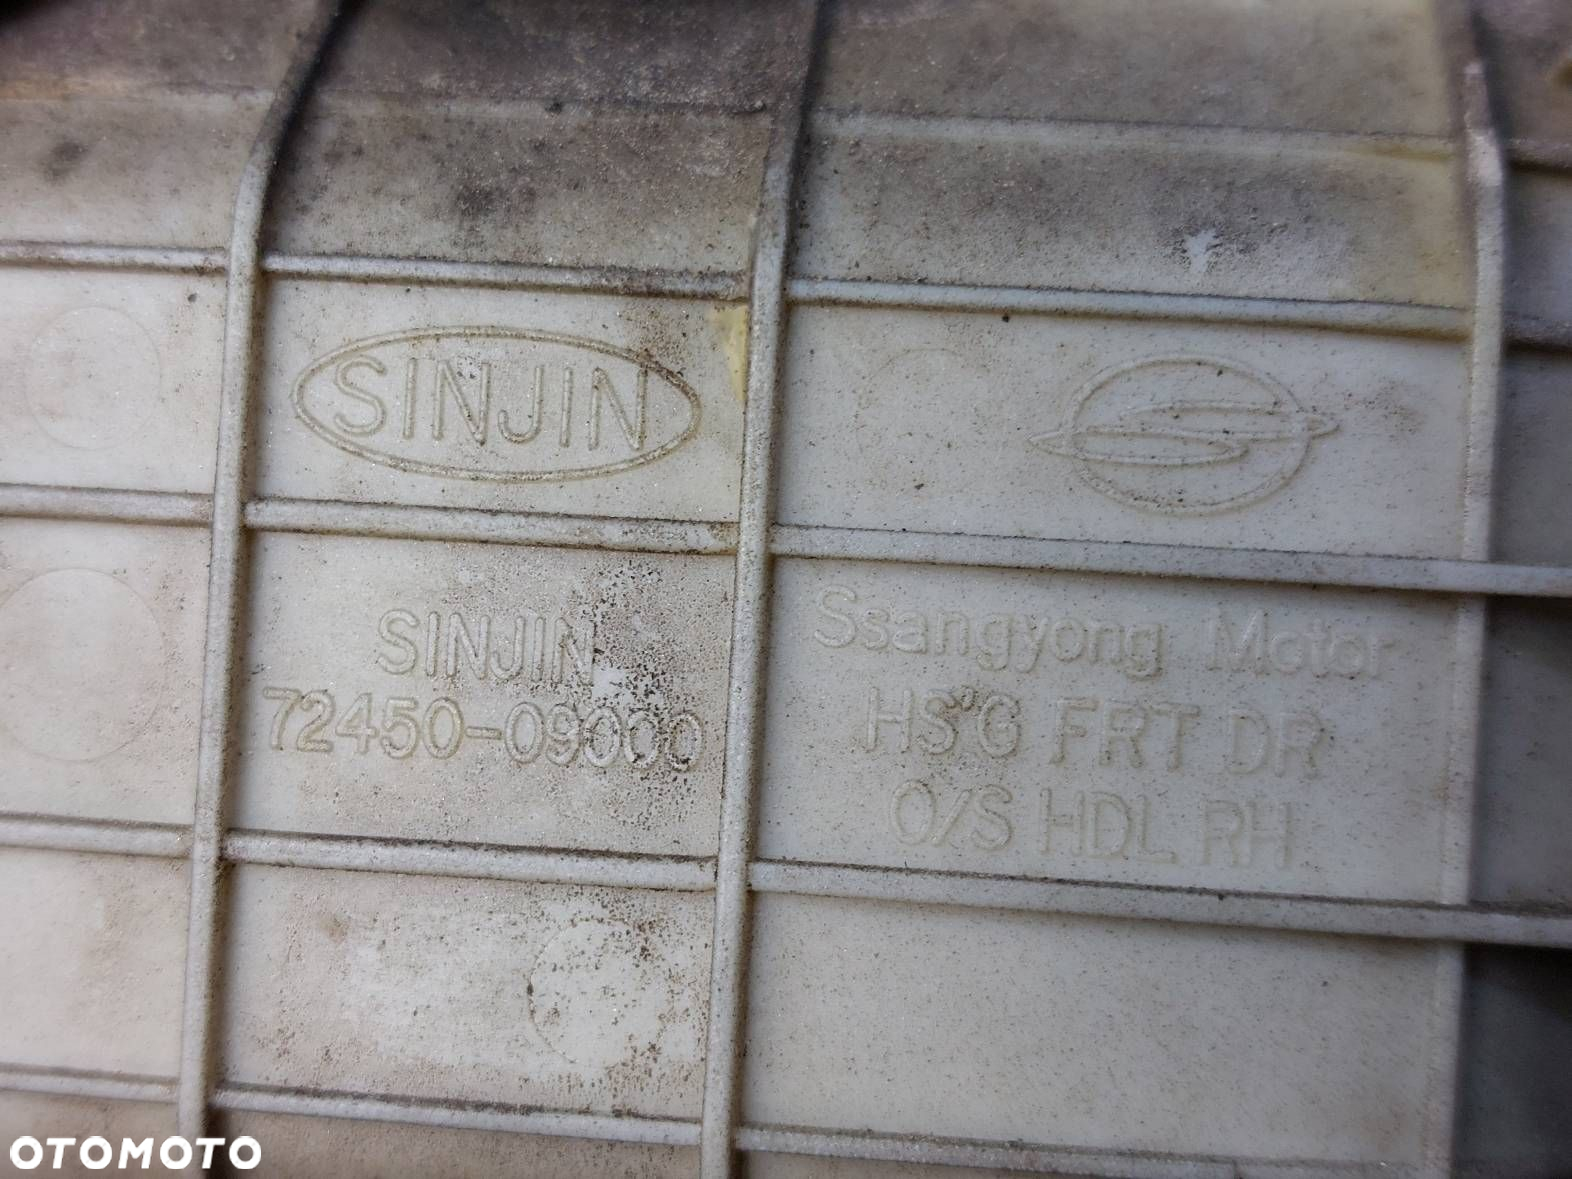 SINJIN
SINJIN
72450-09000
Ssangyong Motor
HS'G FRT DR
O/S HDL RH
OTOMOTO